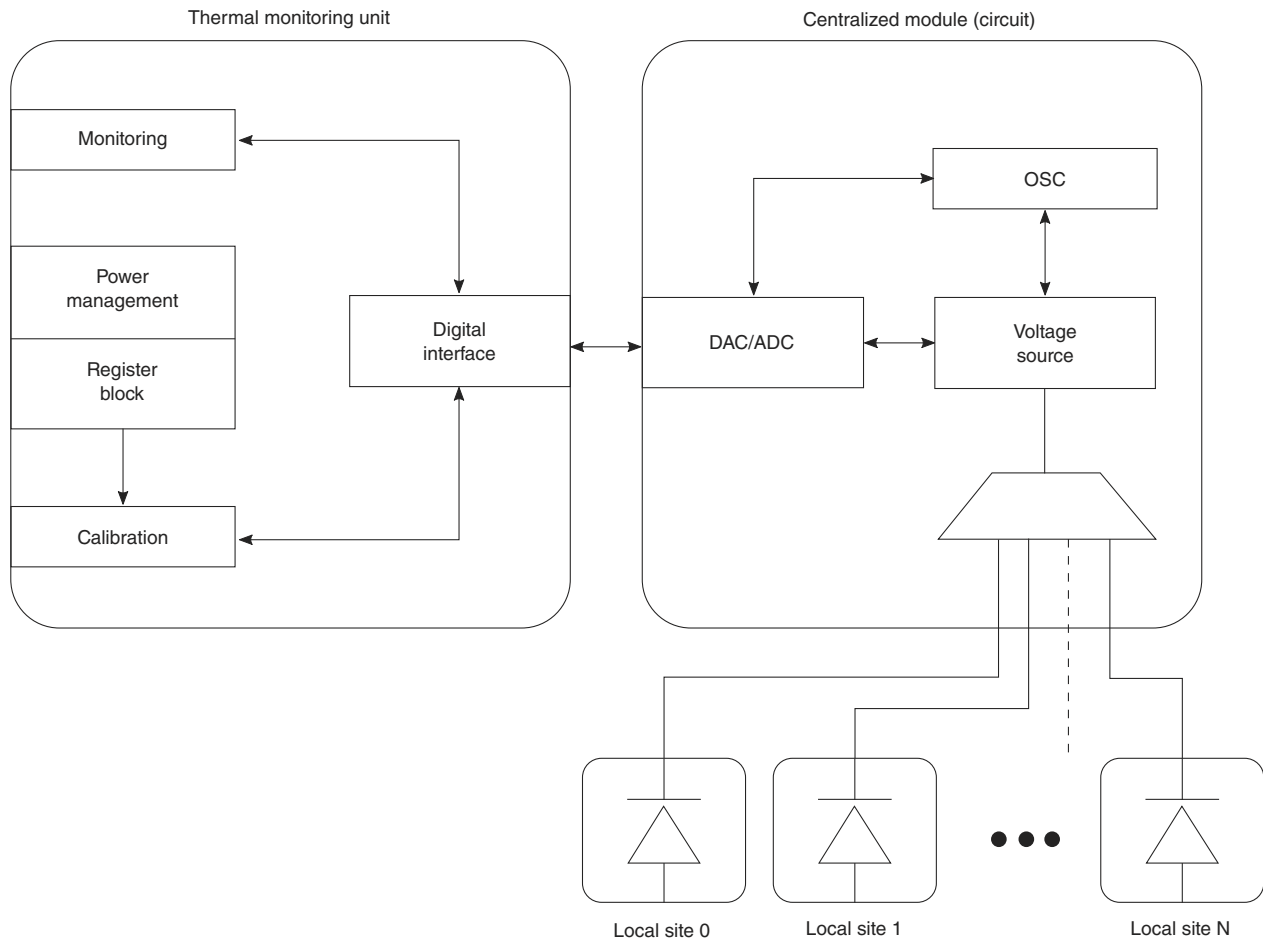 Thermal monitoring unit
Centralized module (circuit)
Monitoring
OSC
Power
management
Digital
interface
DAC/ADC
Voltage
source
Register
block
Calibration
Local site 0
Local site 1
Local site N